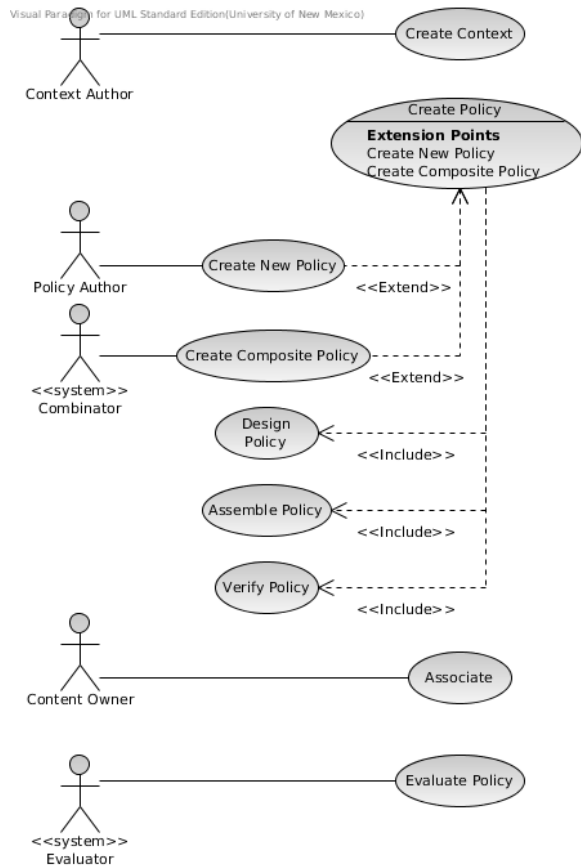 Visual Paradigm for UML Standard Edition(University of New Mexico)
Create Context
Context Author
Create Policy
Extension Points
Create New Policy
Create Composite Policy
Policy Author
Create New Policy
<<Extend>>
Create Composite Policy
<<Extend>>
<<system>>
Combinator
Design
Policy
<<Include>>
Assemble Policy
<<Include>>
Verify Policy
<<Include>>
Content Owner
Associate
Evaluate Policy
<<system>>
Evaluator